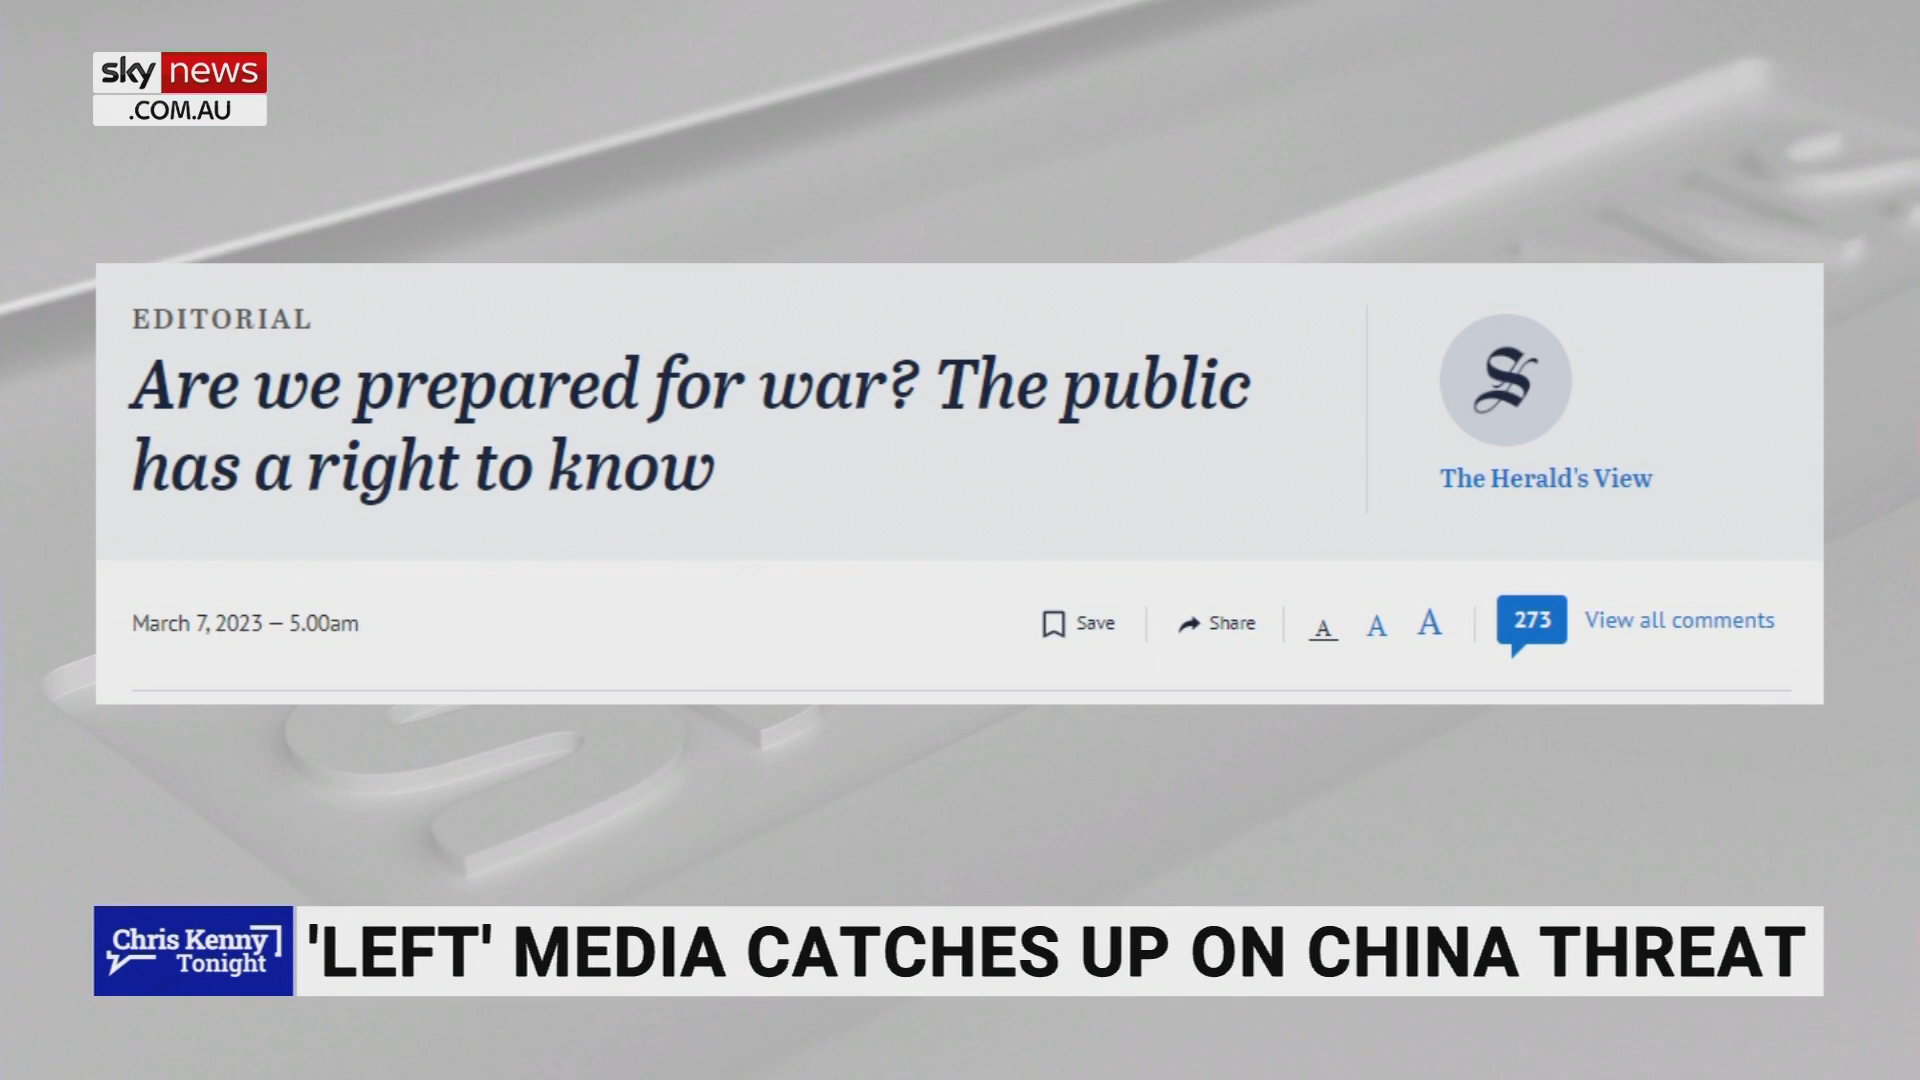 sky news
.COM.AU
EDITORIAL
Are we prepared for war? The public
has a right to know
The Herald's View
March 7, 2023 — 5.00am
Save
Share
A A A
273
View all comments
Chris Kenny
Tonight
'LEFT' MEDIA CATCHES UP ON CHINA THREAT